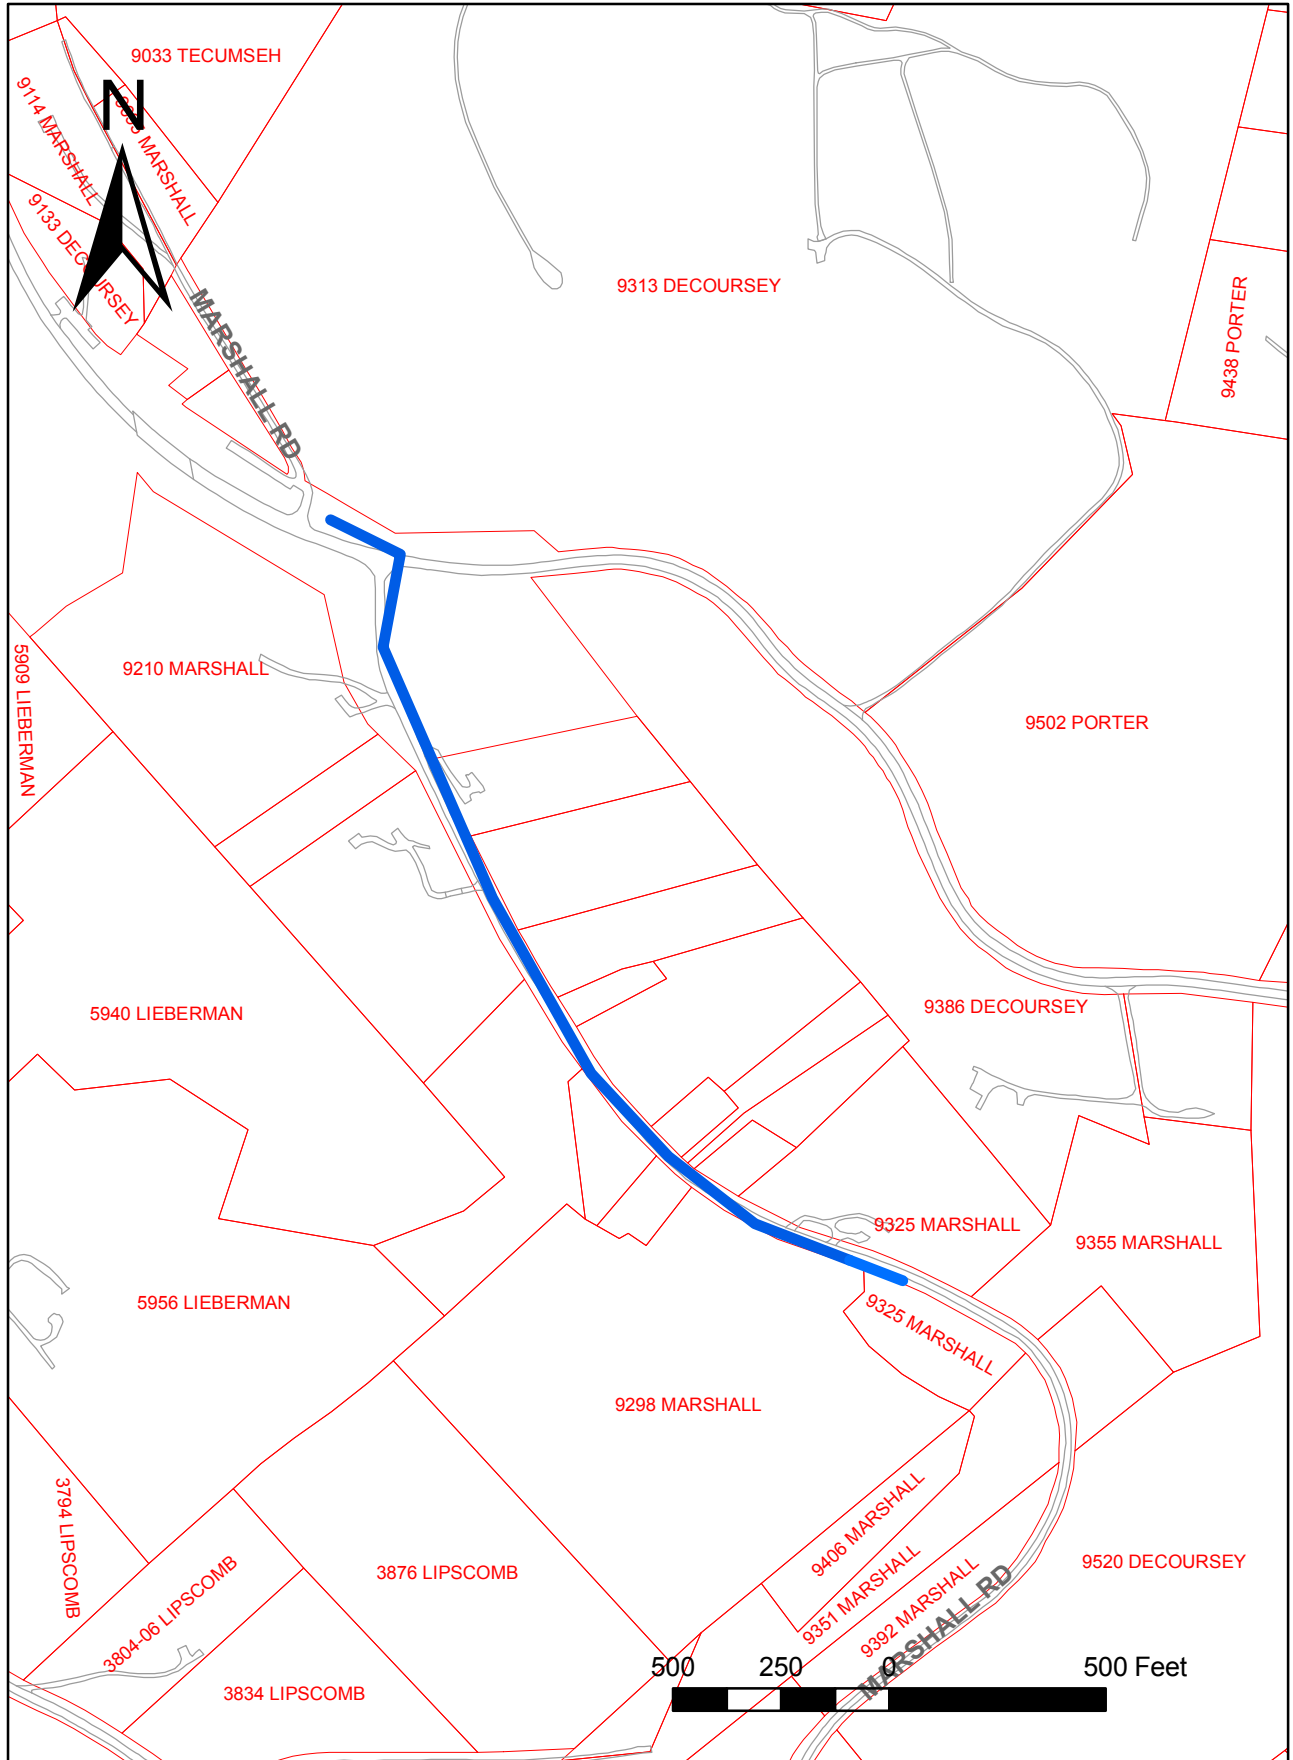 9033 TECUMSEH
N
9114 MARSHALL
MARSHALL
9133 DECOURSEY
9313 DECOURSEY
MARSHALL RD
9438 PORTER
9210 MARSHALL
5909 LIEBERMAN
9502 PORTER
5940 LIEBERMAN
9386 DECOURSEY
9325 MARSHALL
9355 MARSHALL
5956 LIEBERMAN
9325 MARSHALL
9298 MARSHALL
3794 LIPSCOMB
3804-06 LIPSCOMB
3876 LIPSCOMB
9406 MARSHALL
9351 MARSHALL
9392 MARSHALL
9520 DECOURSEY
MARSHALL RD
3834 LIPSCOMB
500 250 0 500 Feet